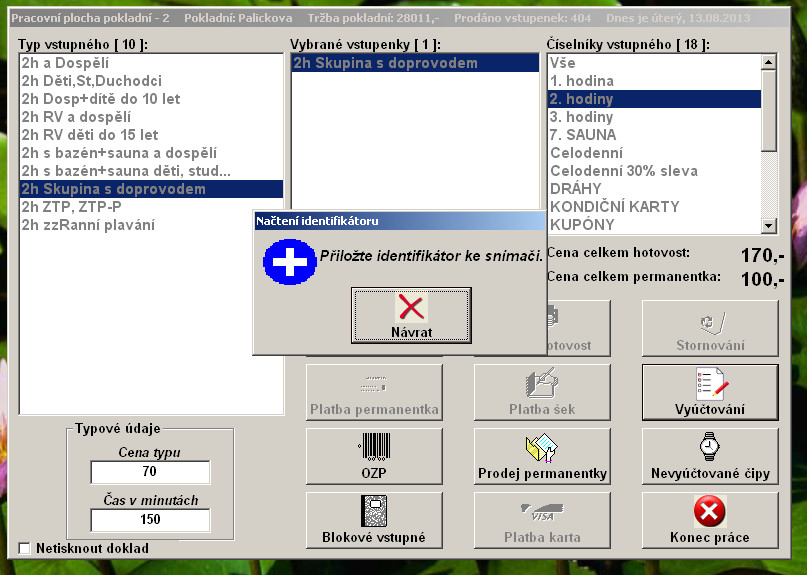 Pracovní plocha pokladní - 2 Pokladní: Palickova Tržba pokladní: 28011,- Prodáno vstupenek: 404 Dnes je úterý, 13.08.2013
Typ vstupného [ 10 ]:
2h a Dospělí
2h Děti,St,Duchodci
2h Dosp+dítě do 10 let
2h RV a dospělí
2h RV děti do 15 let
2h s bazén+sauna a dospělí
2h s bazén+sauna děti, stud...
2h Skupina s doprovodem
2h ZTP, ZTP-P
2h zzRanní plavání
Vybrané vstupenky [ 1 ]:
2h Skupina s doprovodem
Číselníky vstupného [ 18 ]:
Vše
1. hodina
2. hodiny
3. hodiny
7. SAUNA
Celodenní
Celodenní 30% sleva
DRÁHY
KONDIČNÍ KARTY
KUPÓNY
Načtení identifikátoru
Přiložte identifikátor ke snímači.
Návrat
Cena celkem hotovost: 170,-
Cena celkem permanentka: 100,-
Stornování
Platba permanentka
Platba šek
Vyúčtování
OZP
Prodej permanentky
Nevyúčtované čipy
Blokové vstupné
VISA
Platba karta
Konec práce
Typové údaje
Cena typu
70
Čas v minutách
150
Netisknout doklad